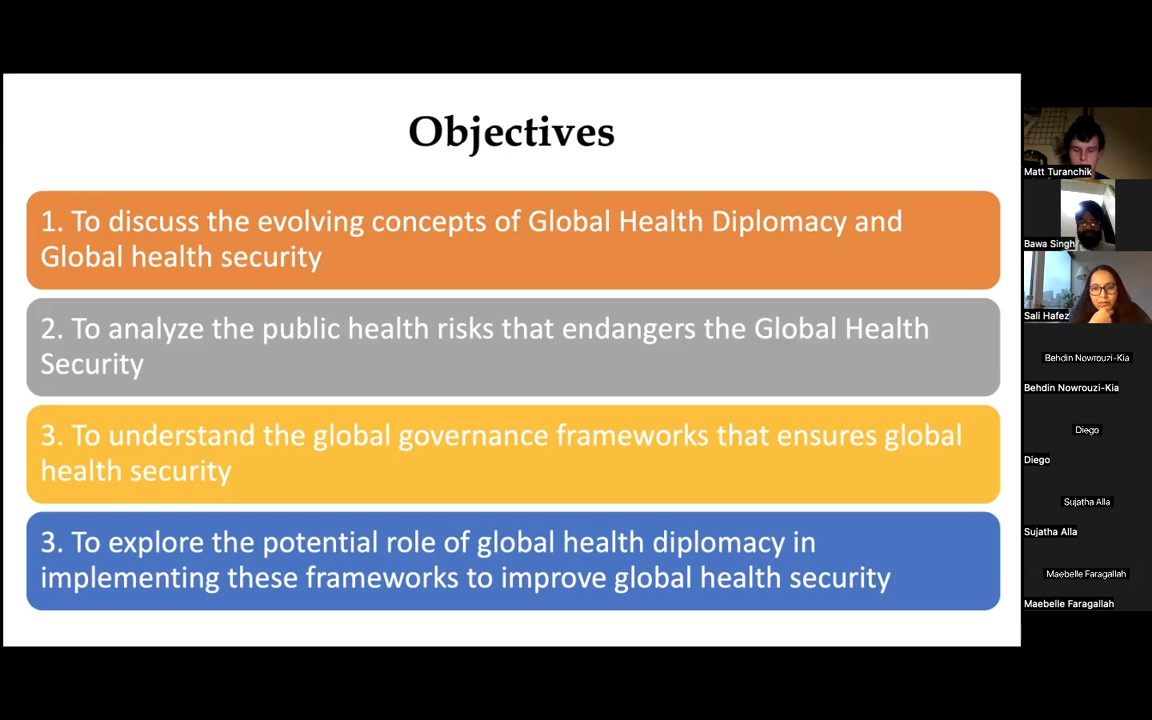 Objectives
1. To discuss the evolving concepts of Global Health Diplomacy and
Global health security
2. To analyze the public health risks that endangers the Global Health
Security
3. To understand the global governance frameworks that ensures global
health security
3. To explore the potential role of global health diplomacy in
implementing these frameworks to improve global health security
Matt Turanchik
Bawa Singh
Sali Hafez
Behdin Nowrouzi-Kia
Behdin Nowrouzi-Kia
Diego
Diego
Sujatha Alla
Sujatha Alla
Maebelle Faragallah
Maebelle Faragallah